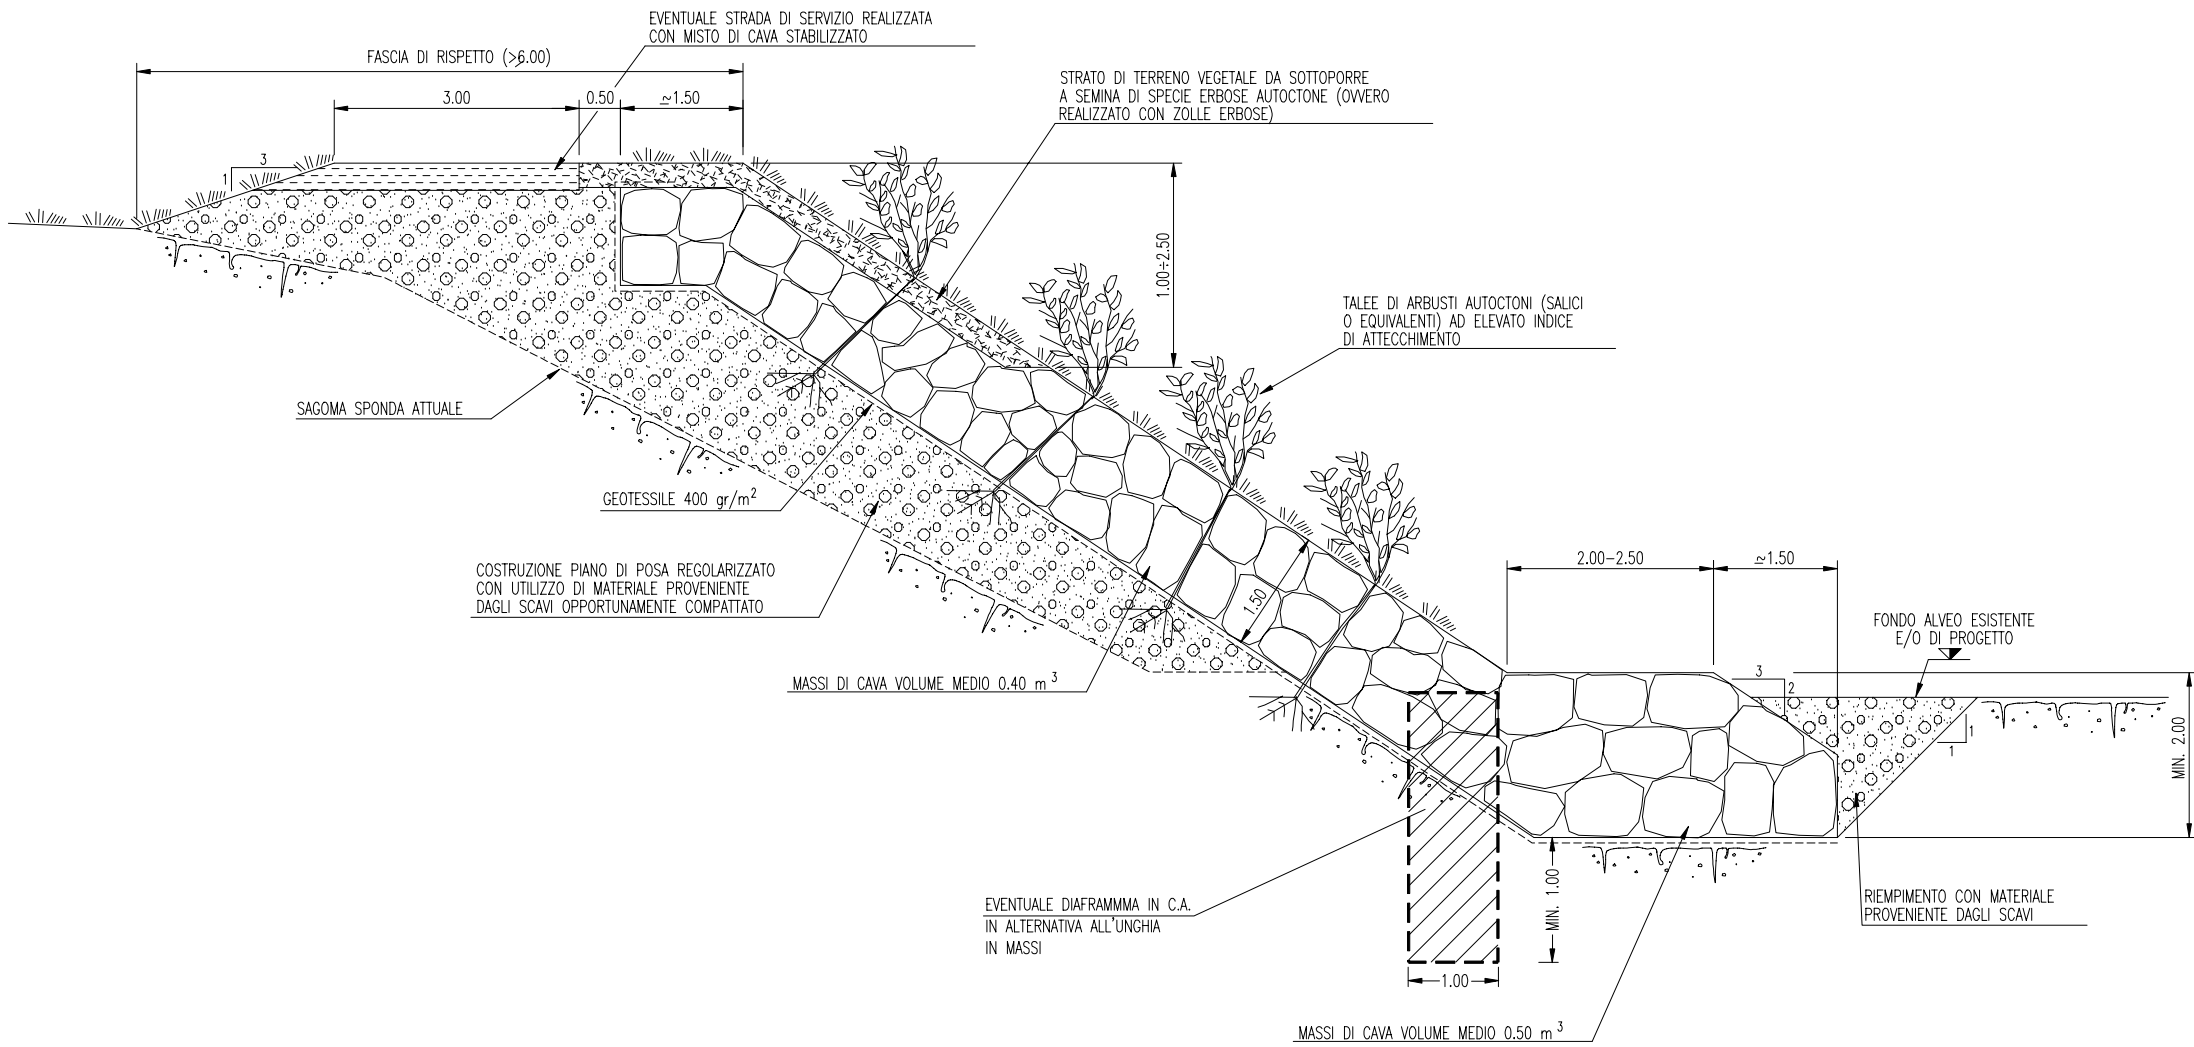 EVENTUALE STRADA DI SERVIZIO REALIZZATA
CON MISTO DI CAVA STABILIZZATO
FASCIA DI RISPETTO (>6.00)
3.00
0.50
≃1.50
STRATO DI TERRENO VEGETALE DA SOTTOPORRE
A SEMINA DI SPECIE ERBOSE AUTOCTONE (OVVERO
REALIZZATO CON ZOLLE ERBOSE)
3
1
1.00÷2.50
TALEE DI ARBUSTI AUTOCTONI (SALICI
O EQUIVALENTI) AD ELEVATO INDICE
DI ATTECCHIMENTO
SAGOMA SPONDA ATTUALE
GEOTESSILE 400 gr/m²
COSTRUZIONE PIANO DI POSA REGOLARIZZATO
CON UTILIZZO DI MATERIALE PROVENIENTE
DAGLI SCAVI OPPORTUNAMENTE COMPATTATO
1.50
2.00-2.50
≃1.50
FONDO ALVEO ESISTENTE
E/O DI PROGETTO
MASSI DI CAVA VOLUME MEDIO 0.40 m³
3
2
1
1
MIN. 2.00
EVENTUALE DIAFRAMMMA IN C.A.
IN ALTERNATIVA ALL'UNGHIA
IN MASSI
MIN. 1.00
1.00
RIEMPIMENTO CON MATERIALE
PROVENIENTE DAGLI SCAVI
MASSI DI CAVA VOLUME MEDIO 0.50 m³